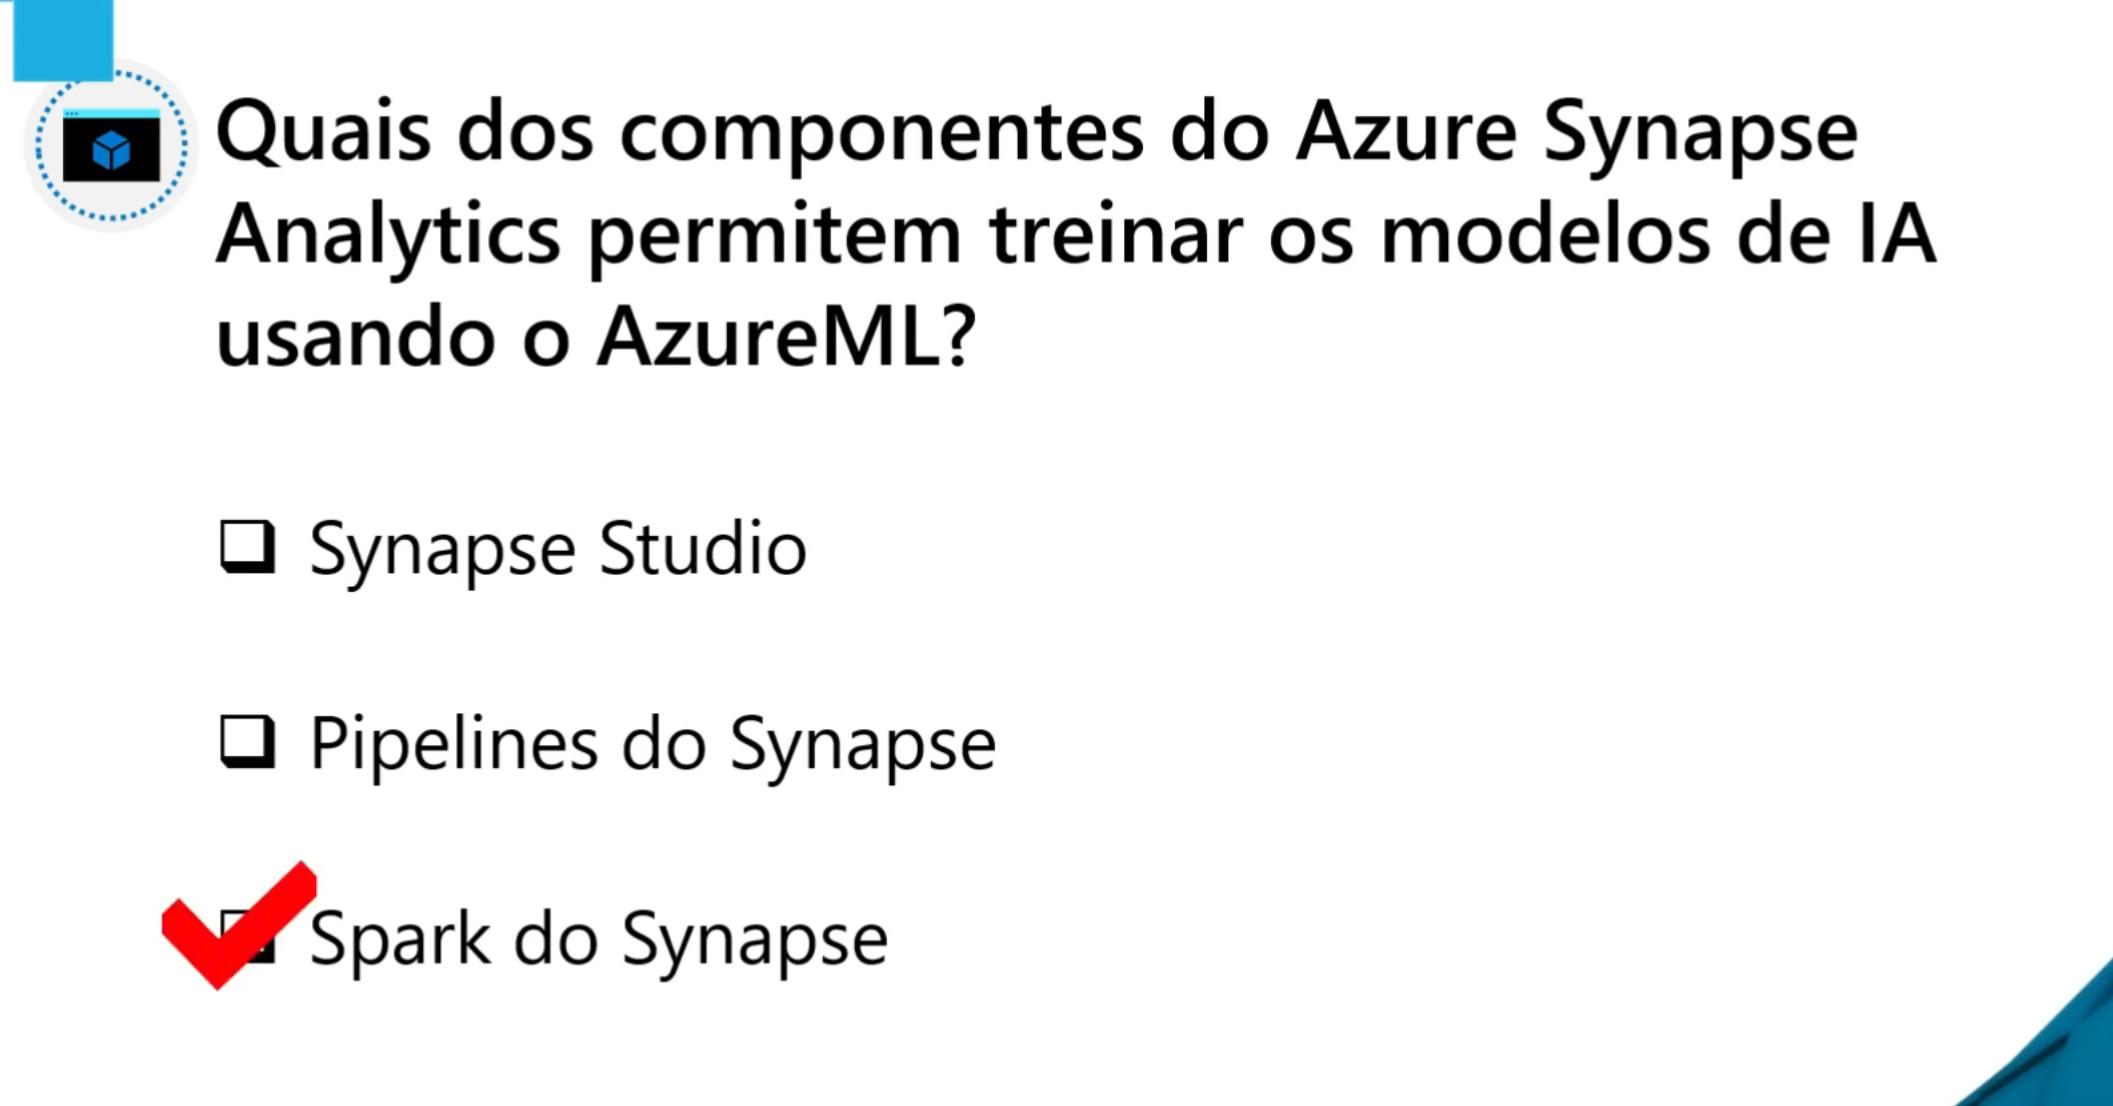 Quais dos componentes do Azure Synapse
Analytics permitem treinar os modelos de IA
usando o AzureML?
Synapse Studio
Pipelines do Synapse
Spark do Synapse